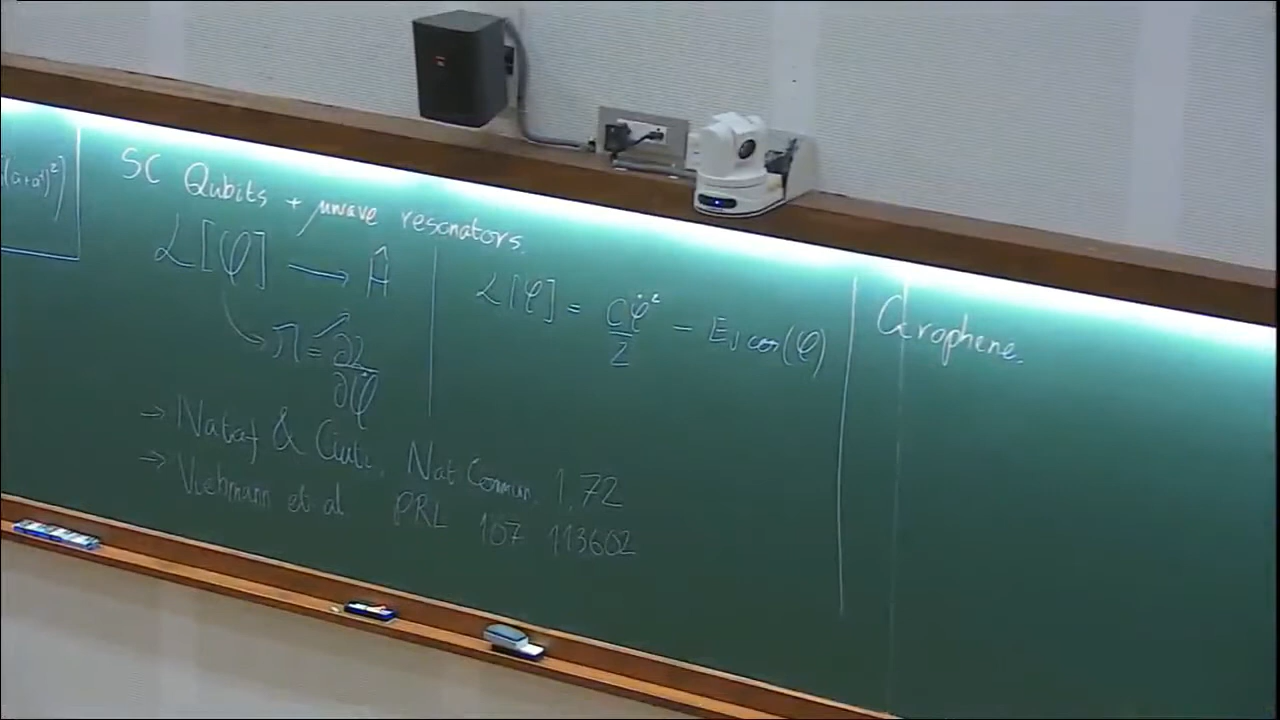 (a+a†)²)]
SC Qubits + μwave resonators.
ℒ[φ] → Ĥ
π = ∂ℒ/∂φ̇
→ Nataf & Ciuti, Nat Commun. 1, 72
→ Viehmann et al PRL 107 113602
ℒ[φ] = Cφ̇²/2 - EJ cos(φ)
Graphene.